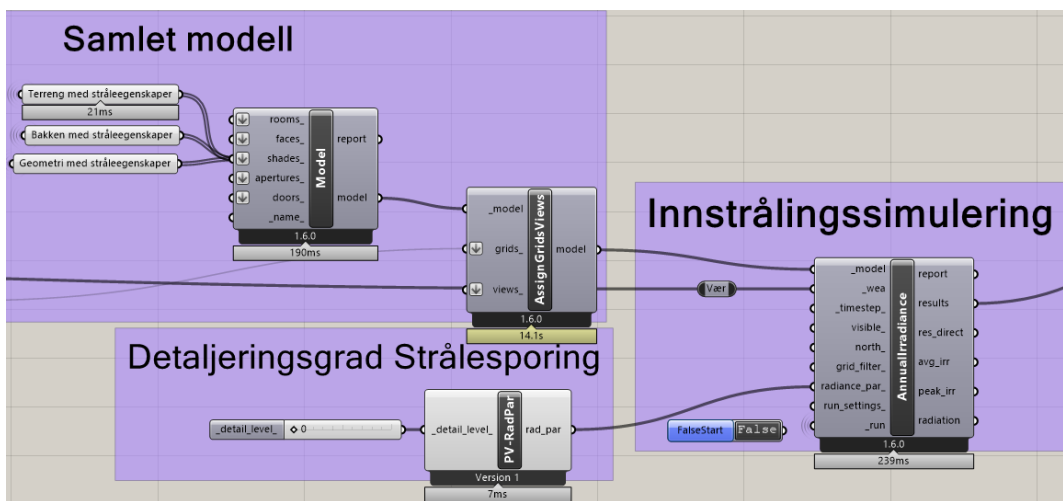 Samlet modell
Terreng med stråleegenskaper
21ms
Bakken med stråleegenskaper
Geometri med stråleegenskaper
rooms_
faces_
shades_
apertures_
doors_
_name_
Model
report
model
1.6.0
190ms
_model
grids_
views_
AssignGridsViews
model
1.6.0
14.1s
Detaljeringsgrad Strålesporing
_detail_level_
0
_detail_level_
PV-RadPar
rad_par
Version 1
7ms
Innstrålingssimulering
Vær
FalseStart
False
_model
_wea
_timestep_
visible_
north_
grid_filter_
radiance_par_
run_settings_
_run
AnnualIrradiance
report
results
res_direct
avg_irr
peak_irr
radiation
1.6.0
239ms